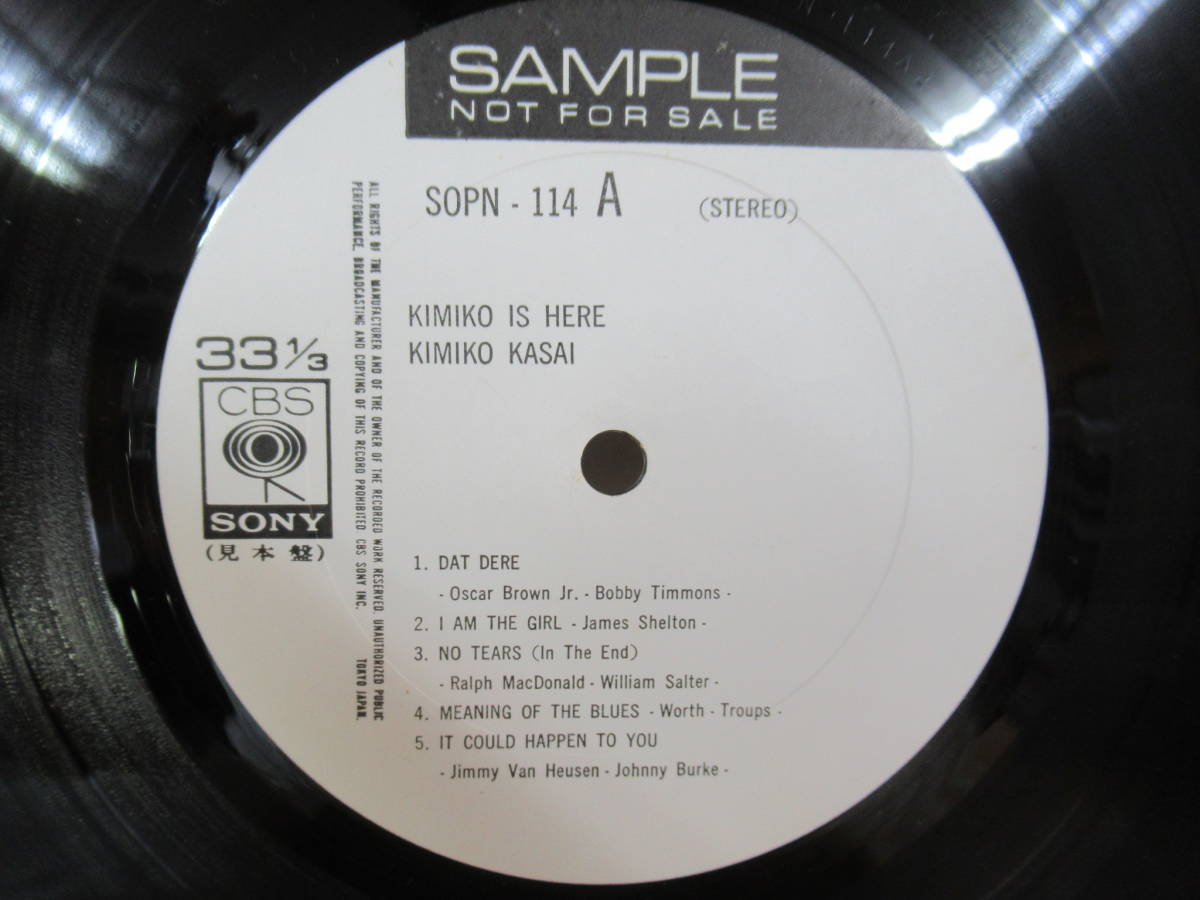 SAMPLE
NOT FOR SALE
SOPN - 114 A (STEREO)
KIMIKO IS HERE
KIMIKO KASAI
33 1/3
CBS
SONY
(見本盤)
ALL RIGHTS OF THE MANUFACTURER AND OF THE OWNER OF THE RECORDED WORK RESERVED. UNAUTHORIZED PUBLIC
PERFORMANCE, BROADCASTING AND COPYING OF THIS RECORD PROHIBITED CBS SONY INC. TOKYO JAPAN.
1. DAT DERE
- Oscar Brown Jr. - Bobby Timmons -
2. I AM THE GIRL - James Shelton -
3. NO TEARS (In The End)
- Ralph MacDonald - William Salter -
4. MEANING OF THE BLUES - Worth - Troups -
5. IT COULD HAPPEN TO YOU
- Jimmy Van Heusen - Johnny Burke -